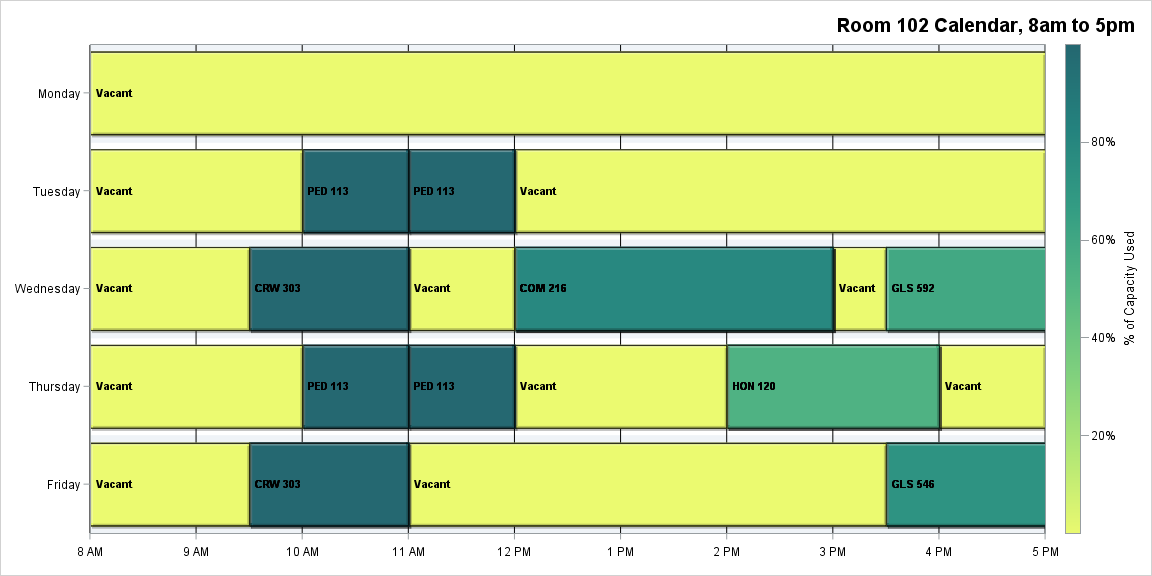 Room 102 Calendar, 8am to 5pm
Monday
Vacant
Tuesday
Vacant
PED 113
PED 113
Vacant
Wednesday
Vacant
CRW 303
Vacant
COM 216
Vacant
GLS 592
Thursday
Vacant
PED 113
PED 113
Vacant
HON 120
Vacant
Friday
Vacant
CRW 303
Vacant
GLS 546
8 AM
9 AM
10 AM
11 AM
12 PM
1 PM
2 PM
3 PM
4 PM
5 PM
80%
60%
40%
20%
% of Capacity Used